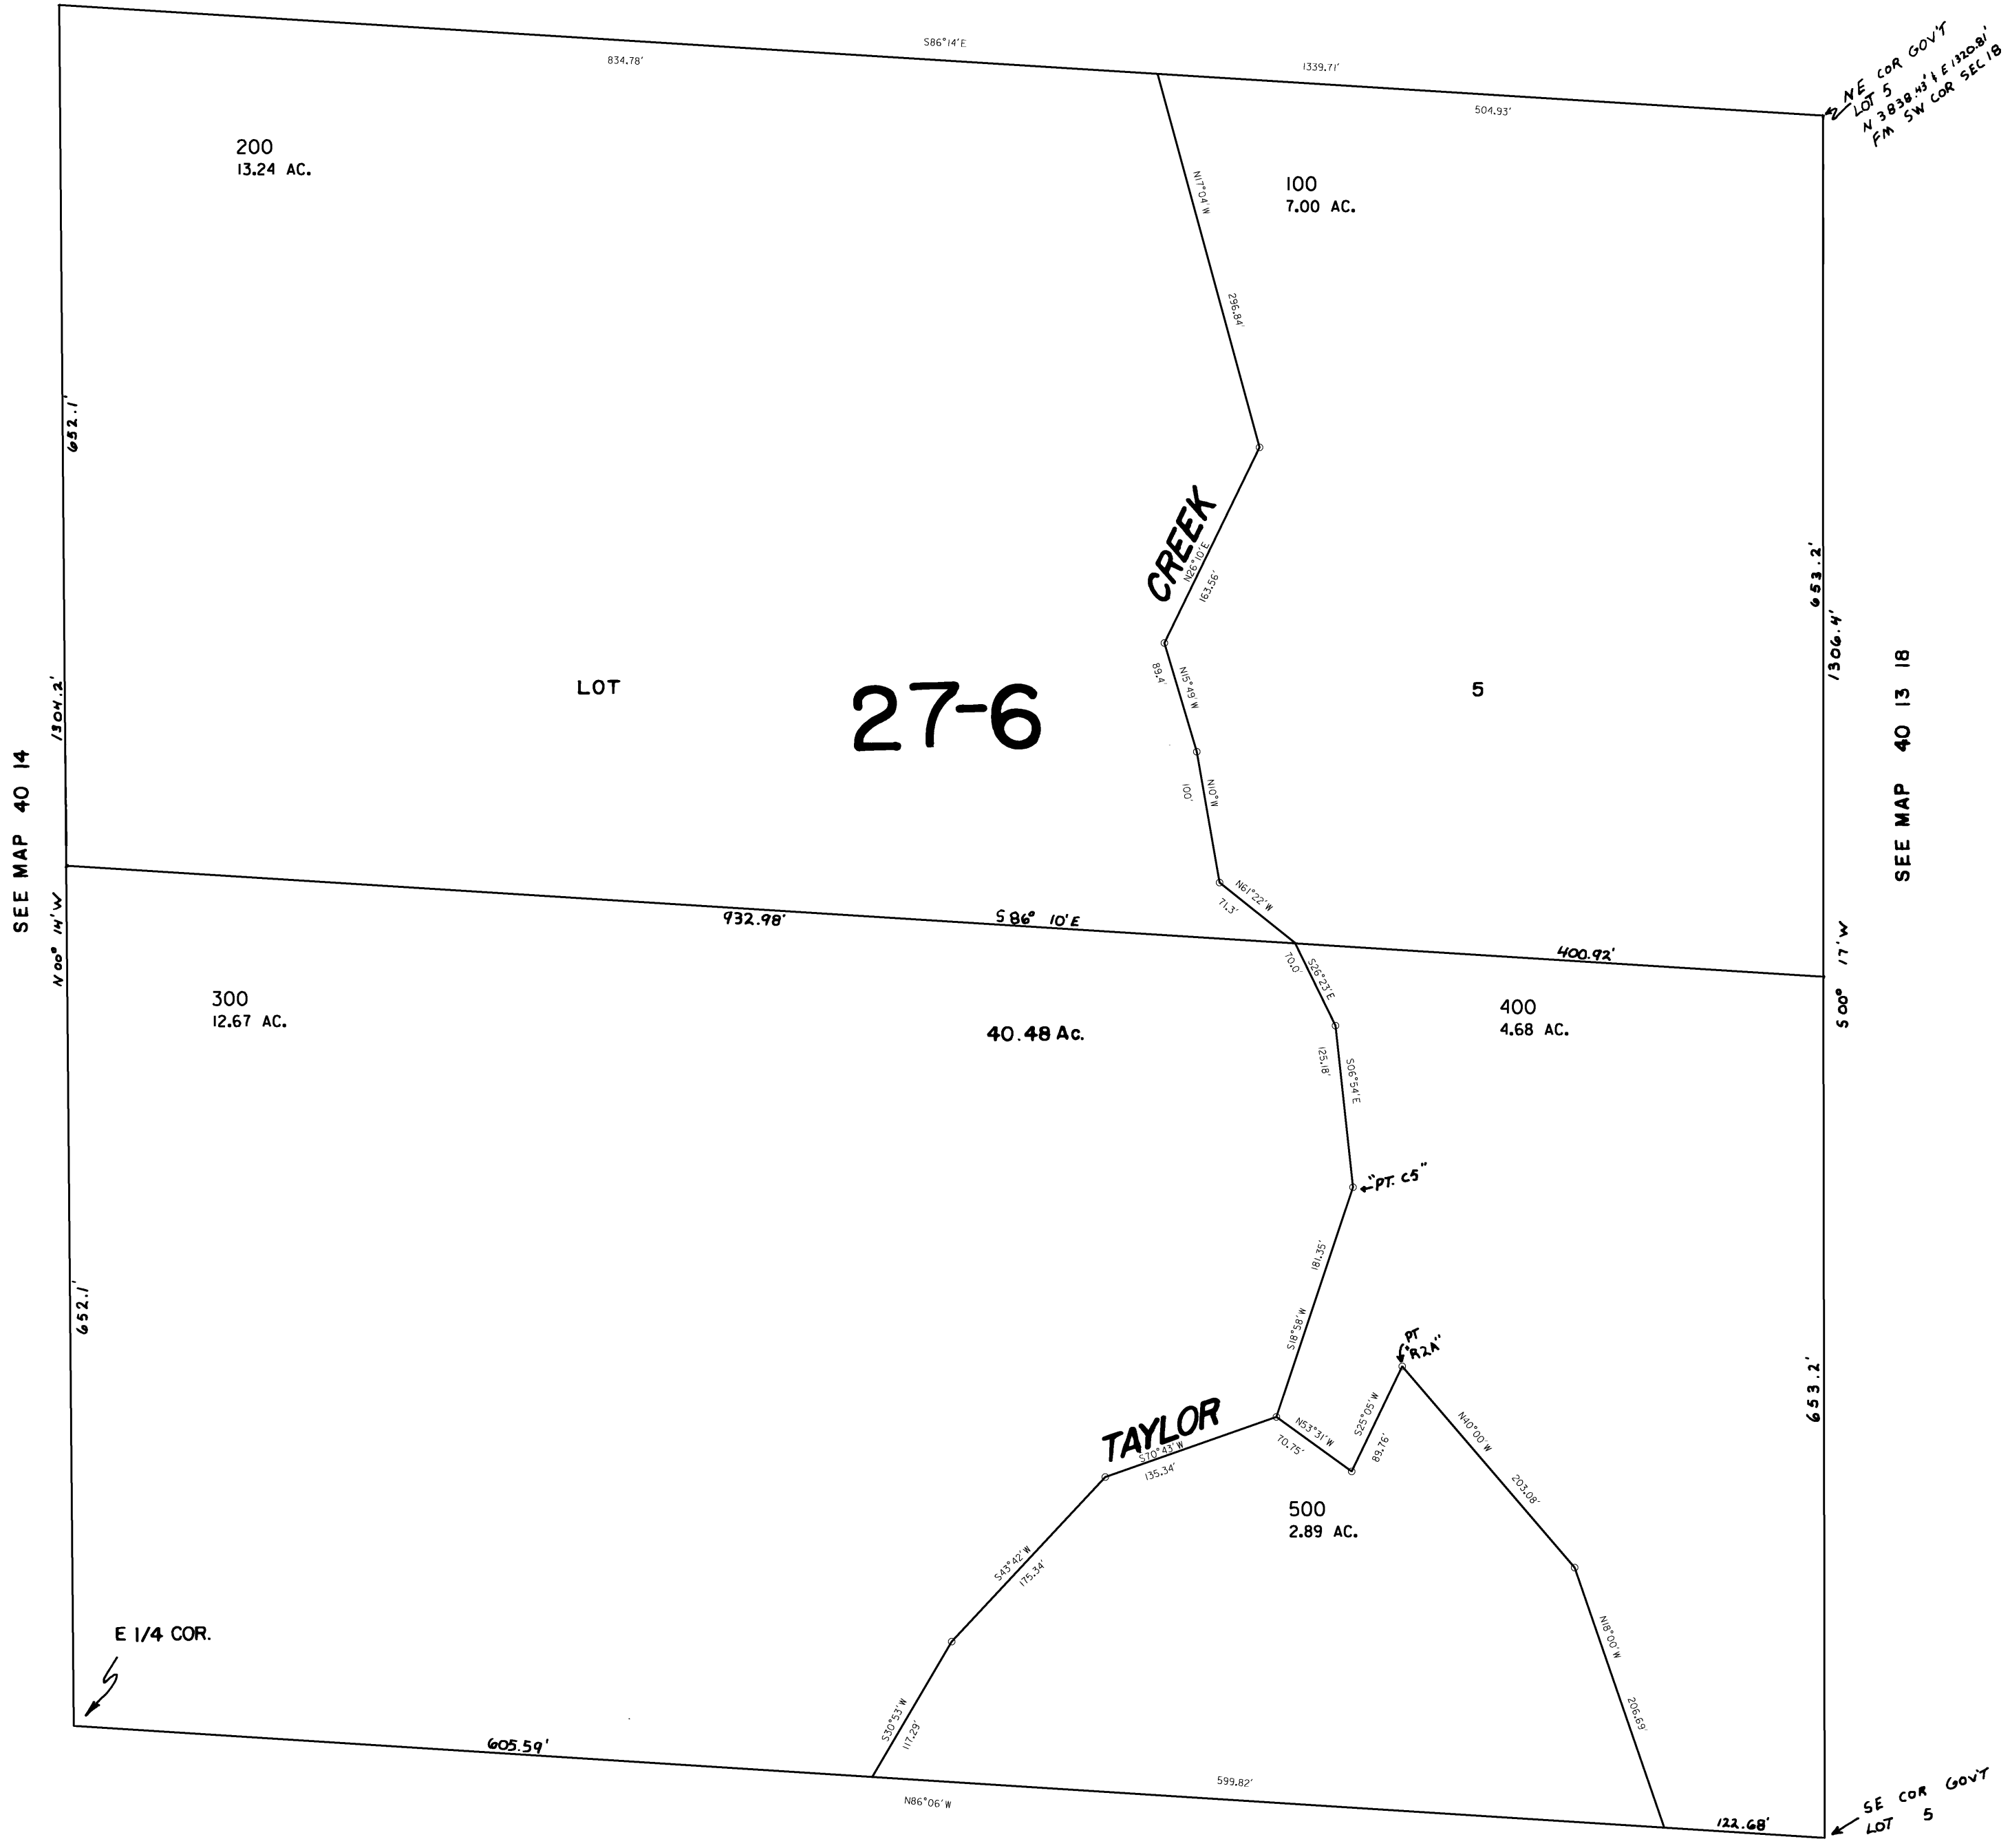 S86°14'E
834.78'
1339.71'
504.93'
NE COR GOV'T
LOT 5
N 3838.43' & E 1320.81'
FM SW COR SEC 18
200
13.24 AC.
100
7.00 AC.
N17°04'W
296.84'
652.1'
CREEK
N26°10'E
163.56'
653.2'
1306.4'
SEE MAP 40 13 18
LOT
27-6
5
89.4'
N15°49'W
1304.2'
SEE MAP 40 14
100'
N10°W
N61°22'W
71.3'
932.98'
S 86° 10'E
400.92'
N 00° 14'W
S 00° 17'W
70.0'
S26°23'E
300
12.67 AC.
40.48 Ac.
400
4.68 AC.
125.18'
S06°54'E
"PT. C5"
181.35'
S18°58'W
652.1'
PT
"R2A"
653.2'
TAYLOR
S70°43'W
135.34'
N53°31'W
70.75'
S25°05'W
89.76'
N40°00'W
203.08'
500
2.89 AC.
S43°42'W
175.34'
E 1/4 COR.
N18°00'W
206.69'
S30°53'W
117.29'
605.59'
599.82'
N86°06'W
122.68'
SE COR GOV'T
LOT 5